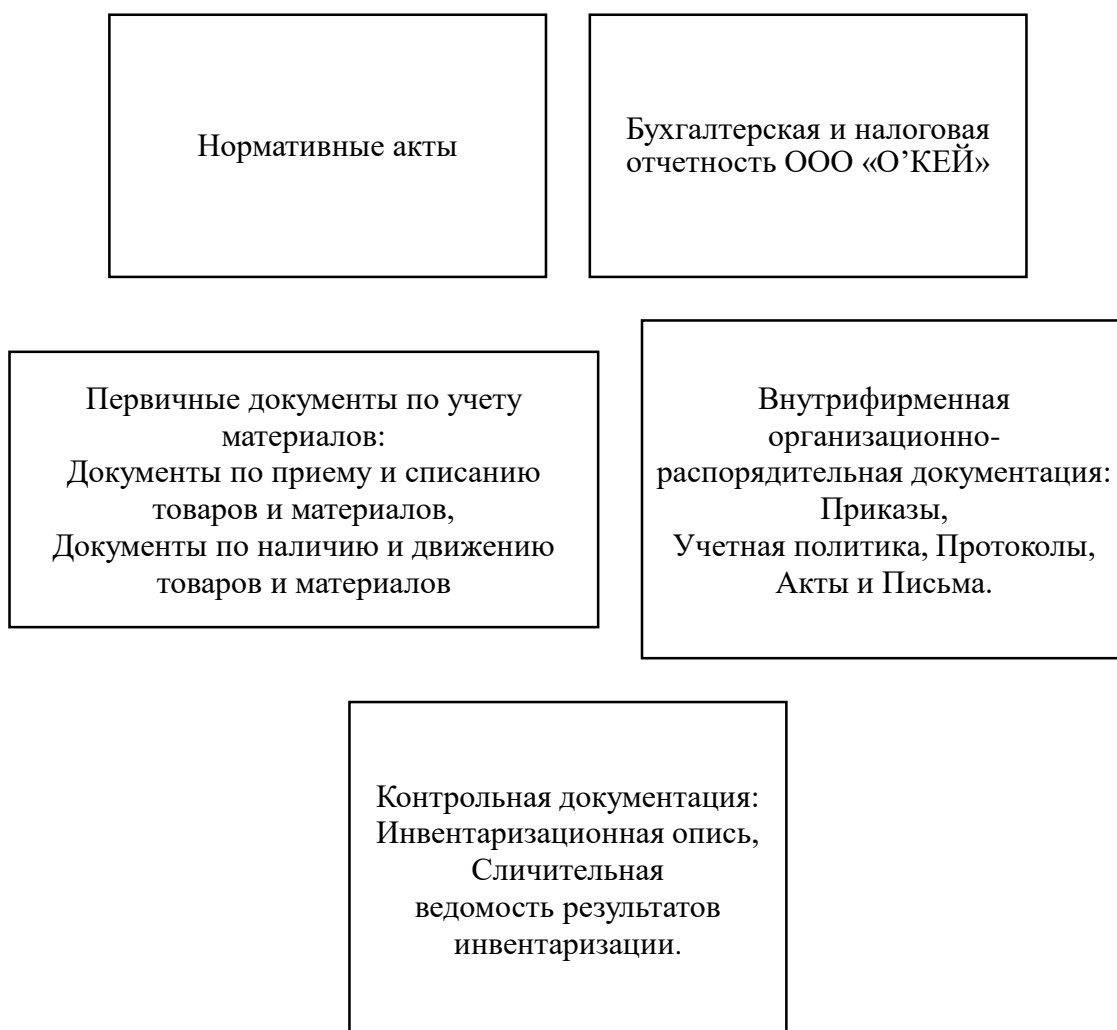 Нормативные акты
Бухгалтерская и налоговая
отчетность ООО «О’КЕЙ»
Первичные документы по учету
материалов:
Документы по приему и списанию
товаров и материалов,
Документы по наличию и движению
товаров и материалов
Внутрифирменная
организационно-
распорядительная документация:
Приказы,
Учетная политика, Протоколы,
Акты и Письма.
Контрольная документация:
Инвентаризационная опись,
Сличительная
ведомость результатов
инвентаризации.